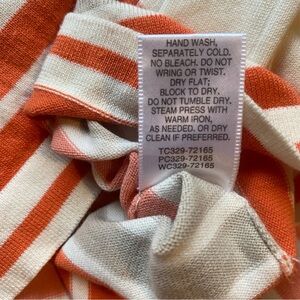 HAND WASH,
SEPARATELY COLD.
NO BLEACH. DO NOT
WRING OR TWIST.
DRY FLAT;
BLOCK TO DRY.
DO NOT TUMBLE DRY.
STEAM PRESS WITH
WARM IRON,
AS NEEDED. OR DRY
CLEAN IF PREFERRED.
TC329-72165
PC329-72165
WC329-72165